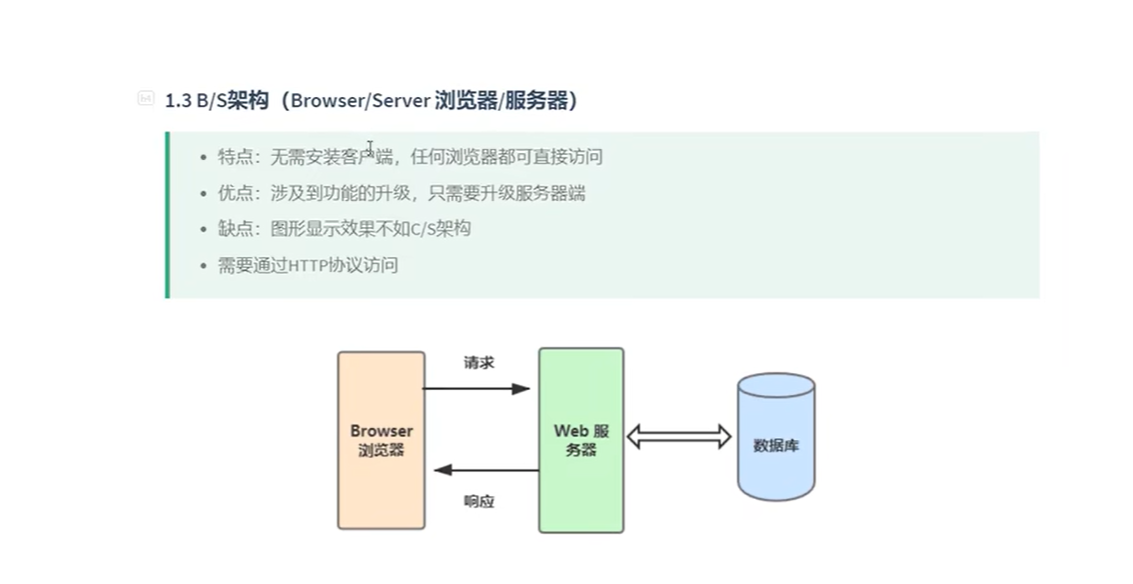 1.3 B/S架构（Browser/Server 浏览器/服务器）
特点：无需安装客户端，任何浏览器都可直接访问
优点：涉及到功能的升级，只需要升级服务器端
缺点：图形显示效果不如C/S架构
需要通过HTTP协议访问
请求
Browser
浏览器
Web 服
务器
数据库
响应